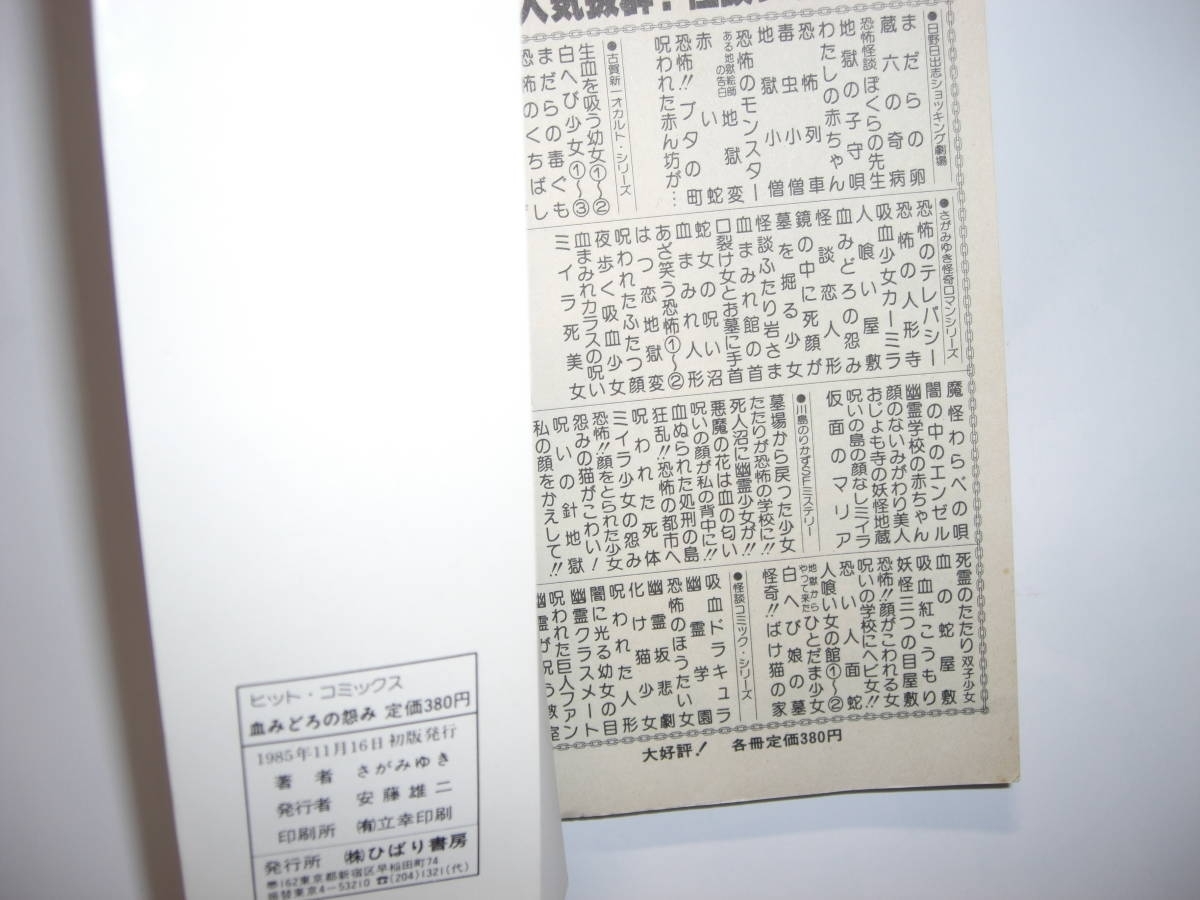 ●日野日出志ショッキング劇場
まだらの卵
蔵六の奇病
恐怖怪談ぼくらの先生
地獄の子守唄
わたしの赤ちゃん
恐怖列車
毒虫小僧
地獄小僧
恐怖のモンスター
ある地獄絵師の告白地獄変
赤い蛇
恐怖!!ブタの町
呪われた赤ん坊が…
●古賀新一オカルト・シリーズ
生血を吸う幼女①〜②
白へび少女①〜③
まだらの毒ぐも
恐怖のくちばし
●さがみゆき怪奇ロマンシリーズ
恐怖のテレパシー
恐怖の人形寺
吸血少女カーミラ
人喰い屋敷
血みどろの怨み
怪談恋人形
鏡の中に死顔が
墓を掘る少女
怪談ふたり岩さま
血まみれ館の首
口裂け女とお墓に手首
蛇女の呪い沼
血まみれ人形
あざ笑う恐怖①〜②
はつ恋地獄変
呪われたふたつ顔
夜歩く吸血少女
血まみれカラスの呪い
ミイラ死美女
魔怪わらべの唄
闇の中のエンゼル
幽霊学校の赤ちゃん
顔のないみがわり美人
おじょも寺の妖怪地蔵
呪いの島の顔なしミイラ
仮面のマリア
●川島のりかずSFミステリー
墓場から戻った少女
たたりが恐怖の学校に!!
死人沼に幽霊少女が!!
悪魔の花は血の匂い
呪いの顔が私の背中に!!
血ぬられた処刑の島
狂乱!!恐怖の都市へ
呪われた死体
ミイラ少女の怨み
恐怖!!顔をとられた少女
怨みの猫がこわい!
呪いの針地獄
私の顔をかえして!!
死霊のたたり双子少女
血の蛇屋敷
吸血紅こうもり
妖怪三つの目屋敷
恐怖!!顔がこわれる女
呪いの学校にヘビ女!!
恐い人面蛇
人喰い女の館①〜②
地獄からやって来たひとだま少女
白へび娘の墓
怪奇!!ばけ猫の家
●怪談コミック・シリーズ
吸血ドラキュラ
幽霊学園
恐怖のほうたい女
幽霊坂悲劇
化け猫少女
呪われた人形
闇に光る幼女の目
幽霊クラスメート
呪われた巨人ファン
幽霊が呪う教室
大好評! 各冊定価380円
ヒット・コミックス
血みどろの怨み 定価380円
1985年11月16日 初版発行
著者 さがみゆき
発行者 安藤雄二
印刷所 ㈲立幸印刷
発行所 ㈱ひばり書房
〒162東京都新宿区早稲田町74
振替東京4-53210 ☎(204)1321(代)